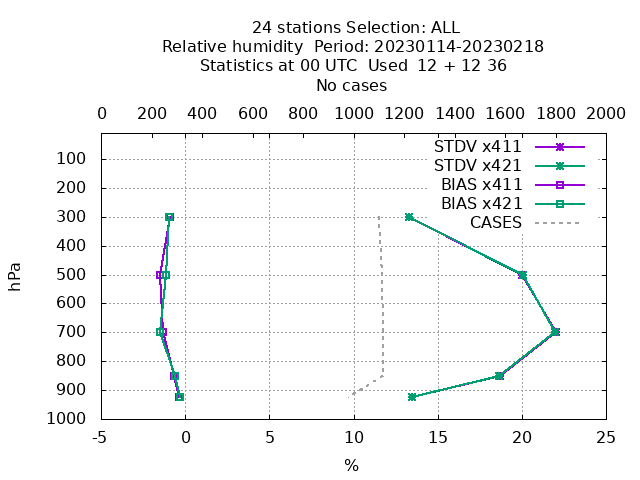 24 stations Selection: ALL
Relative humidity  Period: 20230114-20230218
Statistics at 00 UTC  Used  12 + 12 36
No cases
0 200 400 600 800 1000 1200 1400 1600 1800 2000
STDV x411
STDV x421
BIAS x411
BIAS x421
CASES
hPa
100
200
300
400
500
600
700
800
900
1000
-5 0 5 10 15 20 25
%